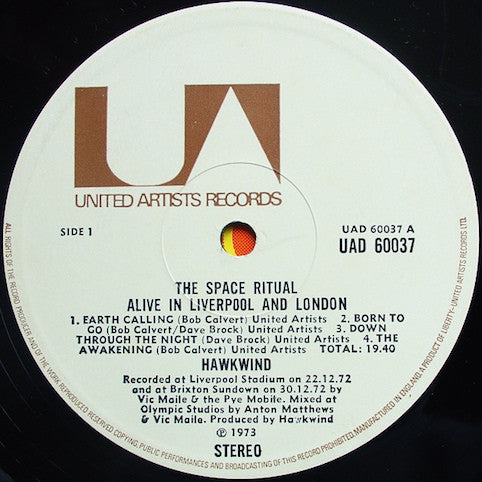 UA
UNITED ARTISTS RECORDS
SIDE 1
UAD 60037 A
UAD 60037
THE SPACE RITUAL
ALIVE IN LIVERPOOL AND LONDON
1. EARTH CALLING (Bob Calvert) United Artists 2. BORN TO
GO (Bob Calvert/Dave Brock) United Artists 3. DOWN
THROUGH THE NIGHT (Dave Brock) United Artists 4. THE
AWAKENING (Bob Calvert) United Artists TOTAL: 19.40
HAWKWIND
Recorded at Liverpool Stadium on 22.12.72
and at Brixton Sundown on 30.12.72 by
Vic Maile & the Pye Mobile. Mixed at
Olympic Studios by Anton Matthews
& Vic Maile. Produced by Hawkwind
℗ 1973
STEREO
ALL RIGHTS OF THE RECORD PRODUCER AND OF THE OWNER OF THE RECORDED WORK RESERVED. COPYING, PUBLIC PERFORMANCES AND BROADCASTING OF THIS RECORD PROHIBITED. MANUFACTURED IN ENGLAND. A PRODUCT OF LIBERTY-UNITED ARTISTS RECORDS LTD.